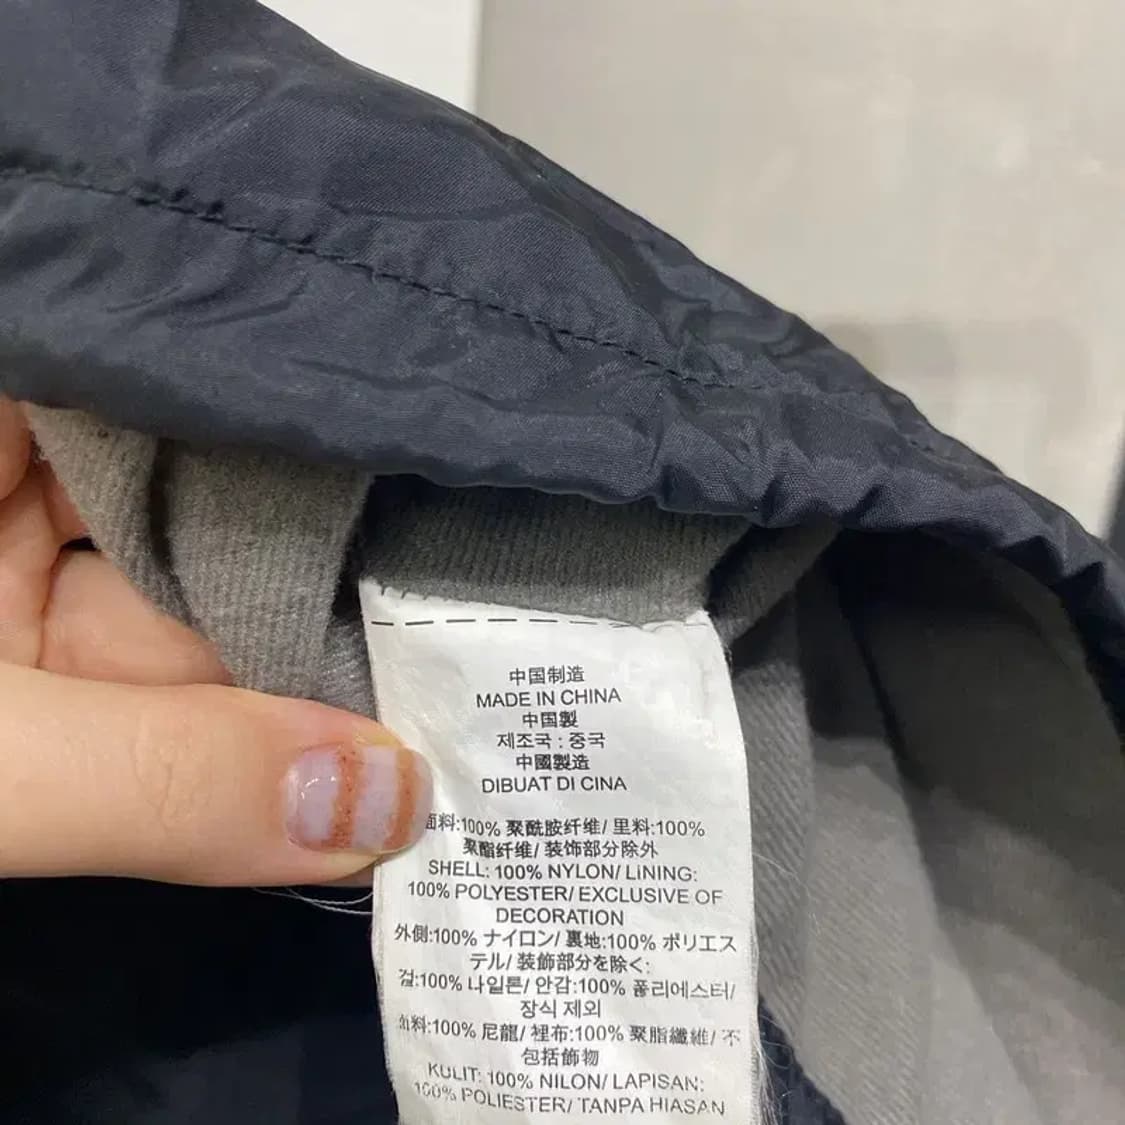 中国制造
MADE IN CHINA
中国製
제조국 : 중국
中國製造
DIBUAT DI CINA
面料:100% 聚酰胺纤维/ 里料:100%
聚酯纤维/ 装饰部分除外
SHELL: 100% NYLON/ LINING:
100% POLYESTER/ EXCLUSIVE OF
DECORATION
外側:100% ナイロン/ 裏地:100% ポリエス
テル/ 装飾部分を除く:
겉:100% 나일론/ 안감:100% 폴리에스터/
장식 제외
面料:100% 尼龍/ 裡布:100% 聚脂纖維/ 不
包括飾物
KULIT: 100% NILON/ LAPISAN:
100% POLIESTER/ TANPA HIASAN